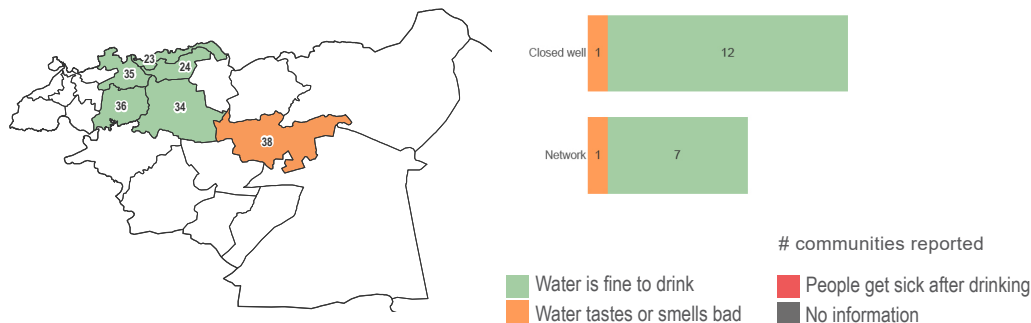 23
24
35
36
34
38
Closed well 1 12
Network 1 7
# communities reported
Water is fine to drink
People get sick after drinking
Water tastes or smells bad
No information